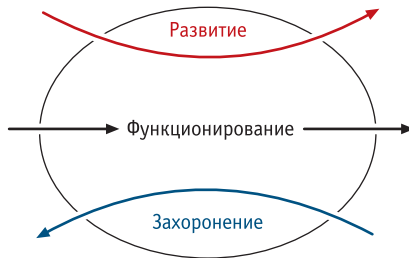 Развитие
Функционирование
Захоронение